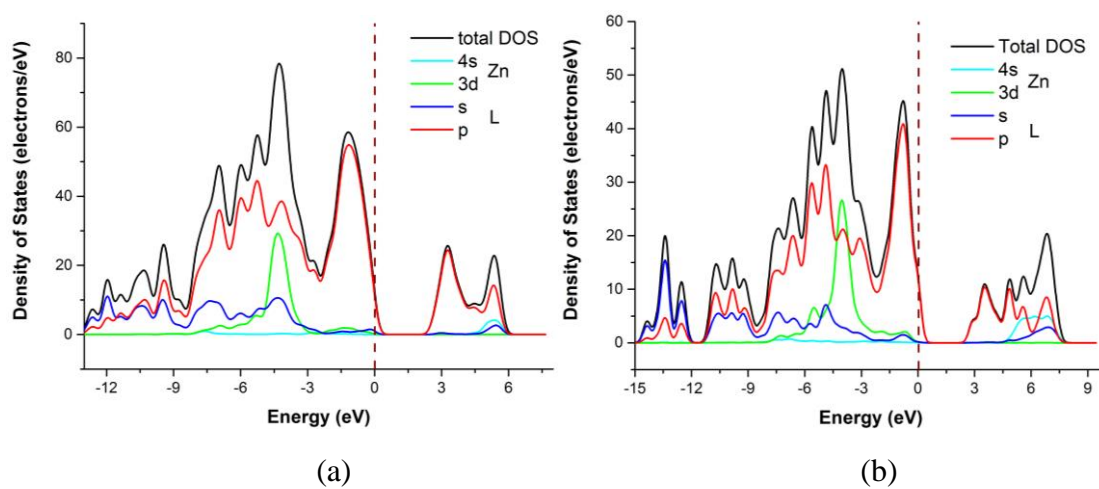 total DOS
4s
3d
Zn
s
p
L
Density of States (electrons/eV)
80
60
40
20
0
-12
-9
-6
-3
0
3
6
Energy (eV)
(a)
Total DOS
4s
3d
Zn
s
p
L
Density of States (electrons/eV)
60
50
40
30
20
10
0
-15
-12
-9
-6
-3
0
3
6
9
Energy (eV)
(b)